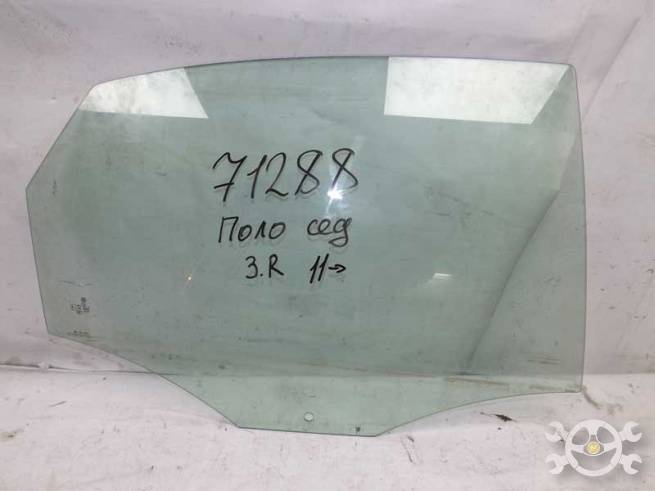 71288
Поло сед
З.R 11→